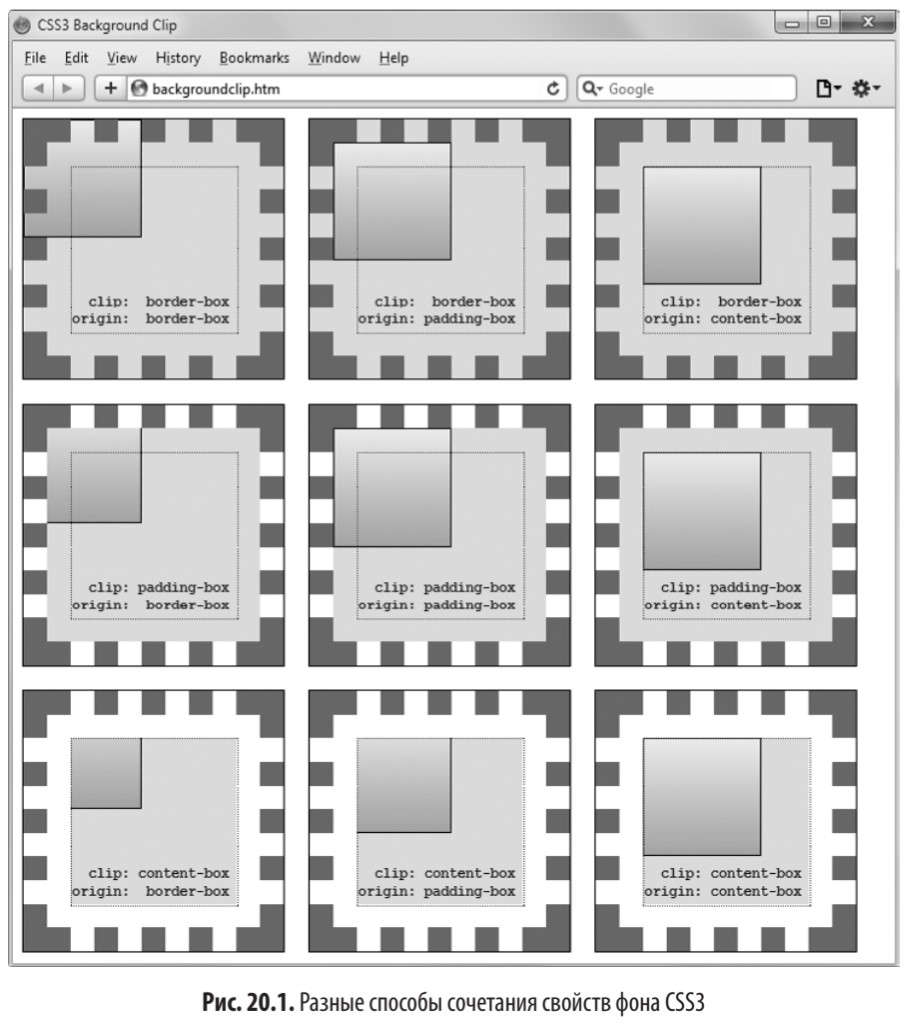 CSS3 Background Clip
File Edit View History Bookmarks Window Help
backgroundclip.htm
Google
clip: border-box
origin: border-box
clip: border-box
origin: padding-box
clip: border-box
origin: content-box
clip: padding-box
origin: border-box
clip: padding-box
origin: padding-box
clip: padding-box
origin: content-box
clip: content-box
origin: border-box
clip: content-box
origin: padding-box
clip: content-box
origin: content-box
Рис. 20.1. Разные способы сочетания свойств фона CSS3